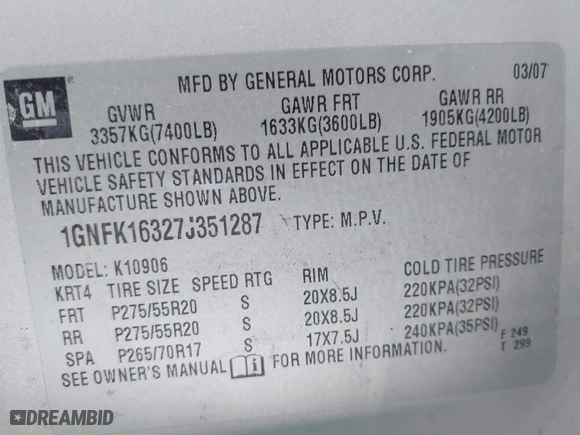 GM
MFD BY GENERAL MOTORS CORP. 03/07
GVWR GAWR FRT GAWR RR
3357KG(7400LB) 1633KG(3600LB) 1905KG(4200LB)
THIS VEHICLE CONFORMS TO ALL APPLICABLE U.S. FEDERAL MOTOR
VEHICLE SAFETY STANDARDS IN EFFECT ON THE DATE OF
MANUFACTURE SHOWN ABOVE.
1GNFK16327J351287 TYPE: M.P.V.
MODEL: K10906
KRT4 TIRE SIZE SPEED RTG RIM COLD TIRE PRESSURE
FRT P275/55R20 S 20X8.5J 220KPA(32PSI)
RR P275/55R20 S 20X8.5J 220KPA(32PSI)
SPA P265/70R17 S 17X7.5J 240KPA(35PSI)
F 249
T 299
SEE OWNER'S MANUAL i FOR MORE INFORMATION.
DREAMBID